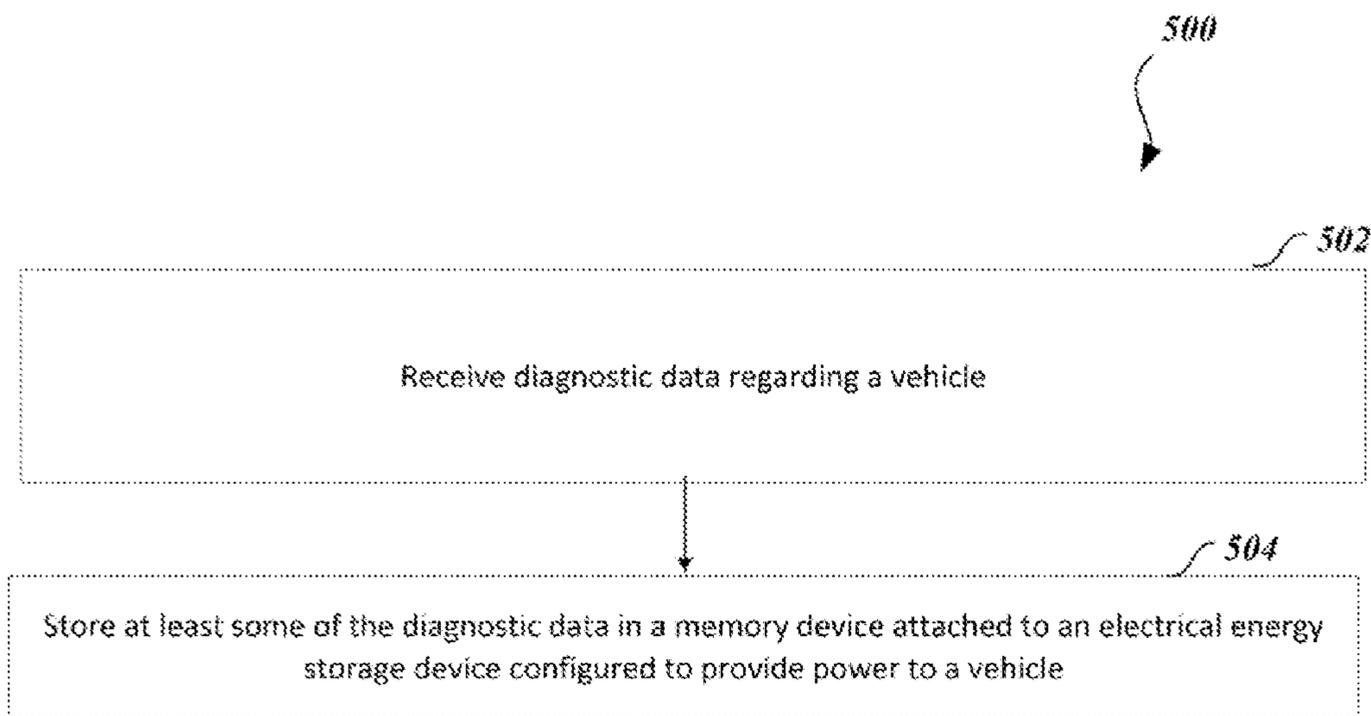 500
502
Receive diagnostic data regarding a vehicle
504
Store at least some of the diagnostic data in a memory device attached to an electrical energy
storage device configured to provide power to a vehicle